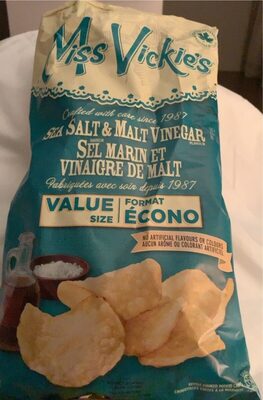 Miss Vickie's
Crafted with care since 1987
Sea Salt & Malt Vinegar
Sel Marin et
Vinaigre de Malt
Fabriquées avec soin depuis 1987
VALUE FORMAT
SIZE ÉCONO
NO ARTIFICIAL FLAVOURS OR COLOURS
AUCUN ARÔME OU COLORANT ARTIFICIEL